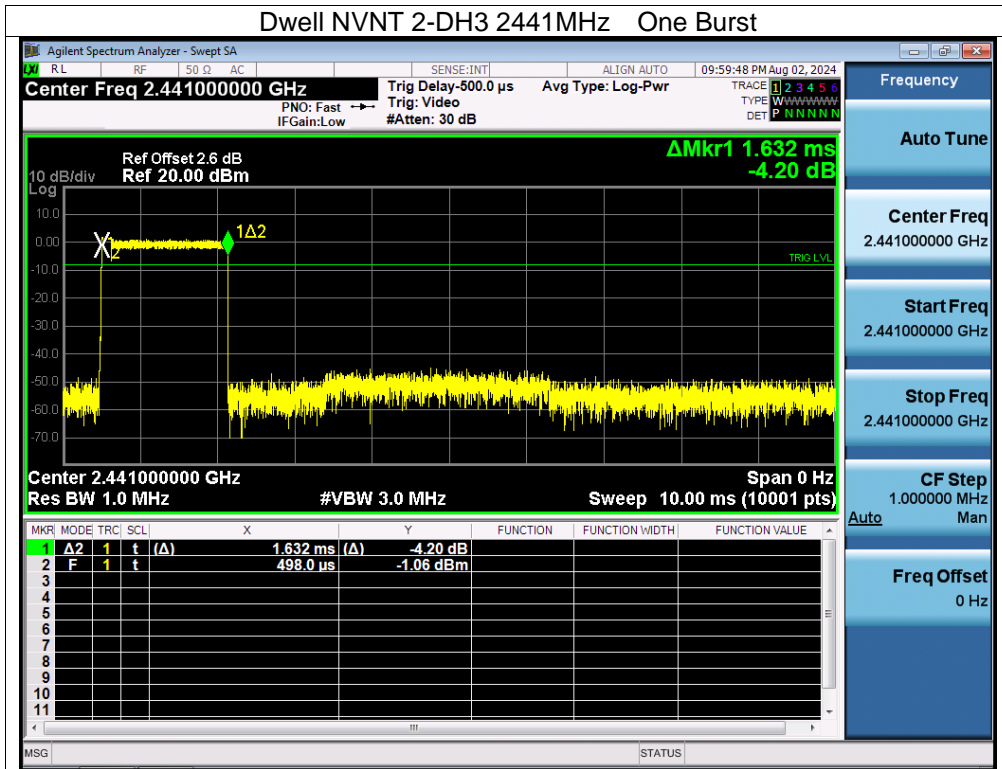 Dwell NVNT 2-DH3 2441MHz One Burst
Agilent Spectrum Analyzer - Swept SA
LXI RL RF 50 Ω AC SENSE:INT ALIGN AUTO 09:59:48 PM Aug 02, 2024
Center Freq 2.441000000 GHz
PNO: Fast
IFGain:Low
Trig Delay-500.0 µs
Trig: Video
#Atten: 30 dB
Avg Type: Log-Pwr
TRACE 1 2 3 4 5 6
TYPE WWWWWW
DET P N N N N N
ΔMkr1 1.632 ms
-4.20 dB
Ref Offset 2.6 dB
10 dB/div Ref 20.00 dBm
Log
10.0
0.00
-10.0
-20.0
-30.0
-40.0
-50.0
-60.0
-70.0
X2
1Δ2
TRIG LVL
Center 2.441000000 GHz Span 0 Hz
Res BW 1.0 MHz #VBW 3.0 MHz Sweep 10.00 ms (10001 pts)
MKR MODE TRC SCL X Y FUNCTION FUNCTION WIDTH FUNCTION VALUE
1 Δ2 1 t (Δ) 1.632 ms (Δ) -4.20 dB
2 F 1 t 498.0 µs -1.06 dBm
3
4
5
6
7
8
9
10
11
MSG STATUS
Frequency
Auto Tune
Center Freq
2.441000000 GHz
Start Freq
2.441000000 GHz
Stop Freq
2.441000000 GHz
CF Step
1.000000 MHz
Auto Man
Freq Offset
0 Hz